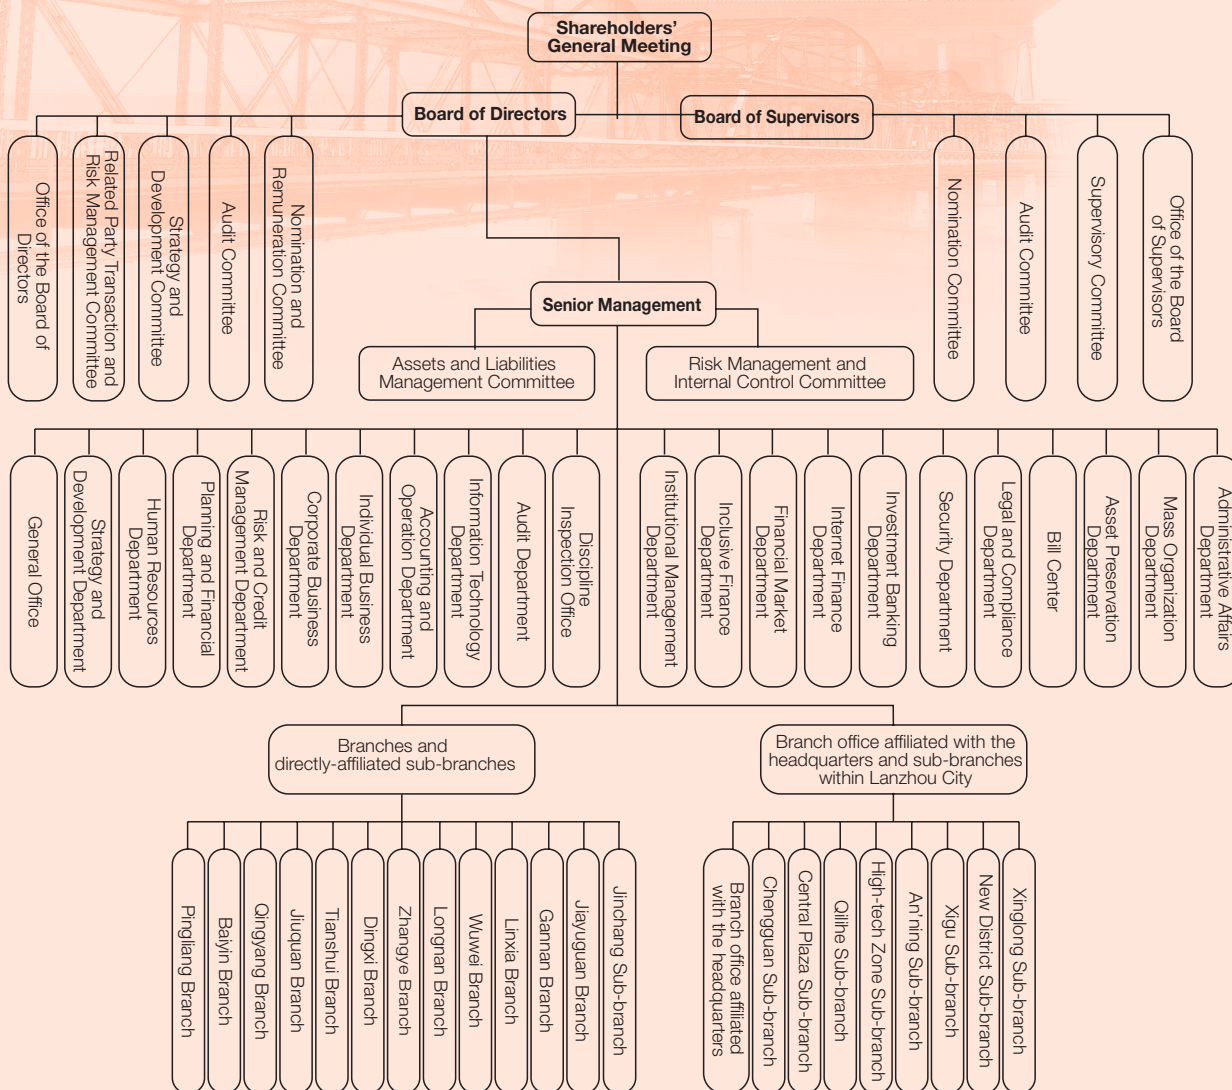 Shareholders'
General Meeting
Board of Directors
Board of Supervisors
Office of the Board of
Directors
Related Party Transaction and
Risk Management Committee
Strategy and
Development Committee
Audit Committee
Nomination and
Remuneration Committee
Nomination Committee
Audit Committee
Supervisory Committee
Office of the Board
of Supervisors
Senior Management
Assets and Liabilities
Management Committee
Risk Management and
Internal Control Committee
General Office
Strategy and
Development Department
Human Resources
Department
Planning and Financial
Department
Risk and Credit
Management Department
Corporate Business
Department
Individual Business
Department
Accounting and
Operation Department
Information Technology
Department
Audit Department
Discipline
Inspection Office
Institutional Management
Department
Inclusive Finance
Department
Financial Market
Department
Internet Finance
Department
Investment Banking
Department
Security Department
Legal and Compliance
Department
Bill Center
Asset Preservation
Department
Mass Organization
Department
Administrative Affairs
Department
Branches and
directly-affiliated sub-branches
Branch office affiliated with the
headquarters and sub-branches
within Lanzhou City
Pingliang Branch
Baiyin Branch
Qingyang Branch
Jiuquan Branch
Tianshui Branch
Dingxi Branch
Zhangye Branch
Longnan Branch
Wuwei Branch
Linxia Branch
Gannan Branch
Jiayuguan Branch
Jinchang Sub-branch
Branch office affiliated
with the headquarters
Chengguan Sub-branch
Central Plaza Sub-branch
Qilihe Sub-branch
High-tech Zone Sub-branch
An'ning Sub-branch
Xigu Sub-branch
New District Sub-branch
Xinglong Sub-branch